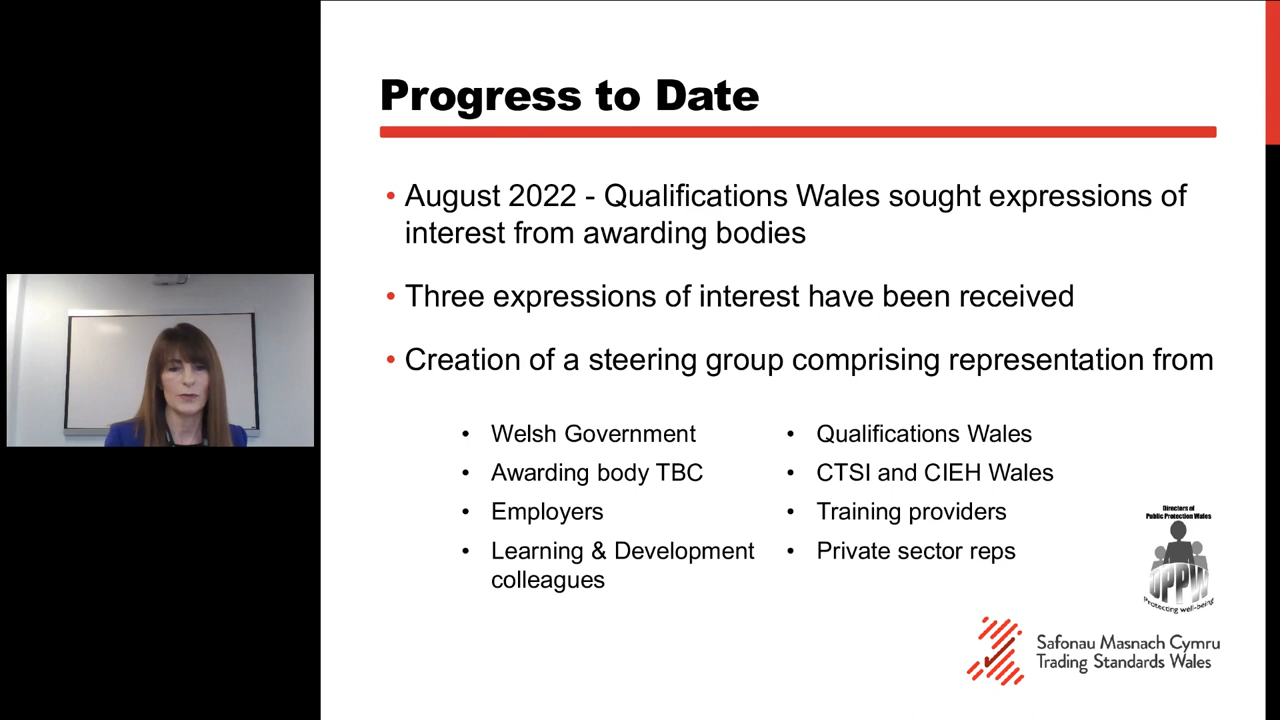 Progress to Date
• August 2022 - Qualifications Wales sought expressions of
interest from awarding bodies
• Three expressions of interest have been received
• Creation of a steering group comprising representation from
• Welsh Government
• Awarding body TBC
• Employers
• Learning & Development
colleagues
• Qualifications Wales
• CTSI and CIEH Wales
• Training providers
• Private sector reps
Directors of
Public Protection Wales
DPPW
Protecting well-being
Safonau Masnach Cymru
Trading Standards Wales